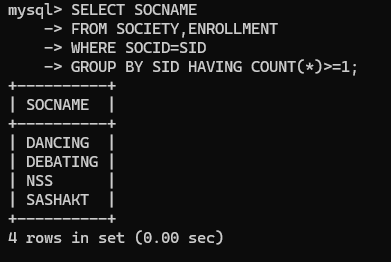 mysql> SELECT SOCNAME
    -> FROM SOCIETY,ENROLLMENT
    -> WHERE SOCID=SID
    -> GROUP BY SID HAVING COUNT(*)>=1;
+----------+
| SOCNAME  |
+----------+
| DANCING  |
| DEBATING |
| NSS      |
| SASHAKT  |
+----------+
4 rows in set (0.00 sec)